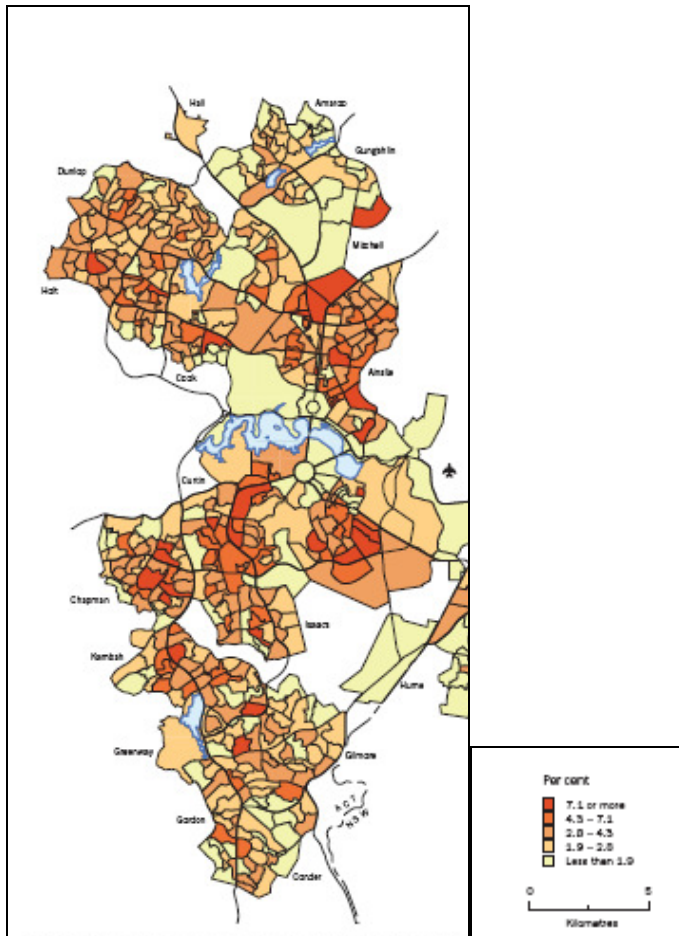 Hall
Amaroo
Gungahlin
Dunlop
Mitchell
Holt
Cook
Ainslie
Curtin
Chapman
Isaacs
Kambah
Hume
Greenway
Gilmore
Gordon
ACT
NSW
Conder
Per cent
7.1 or more
4.3 – 7.1
2.8 – 4.3
1.9 – 2.8
Less than 1.9
0 5
Kilometres